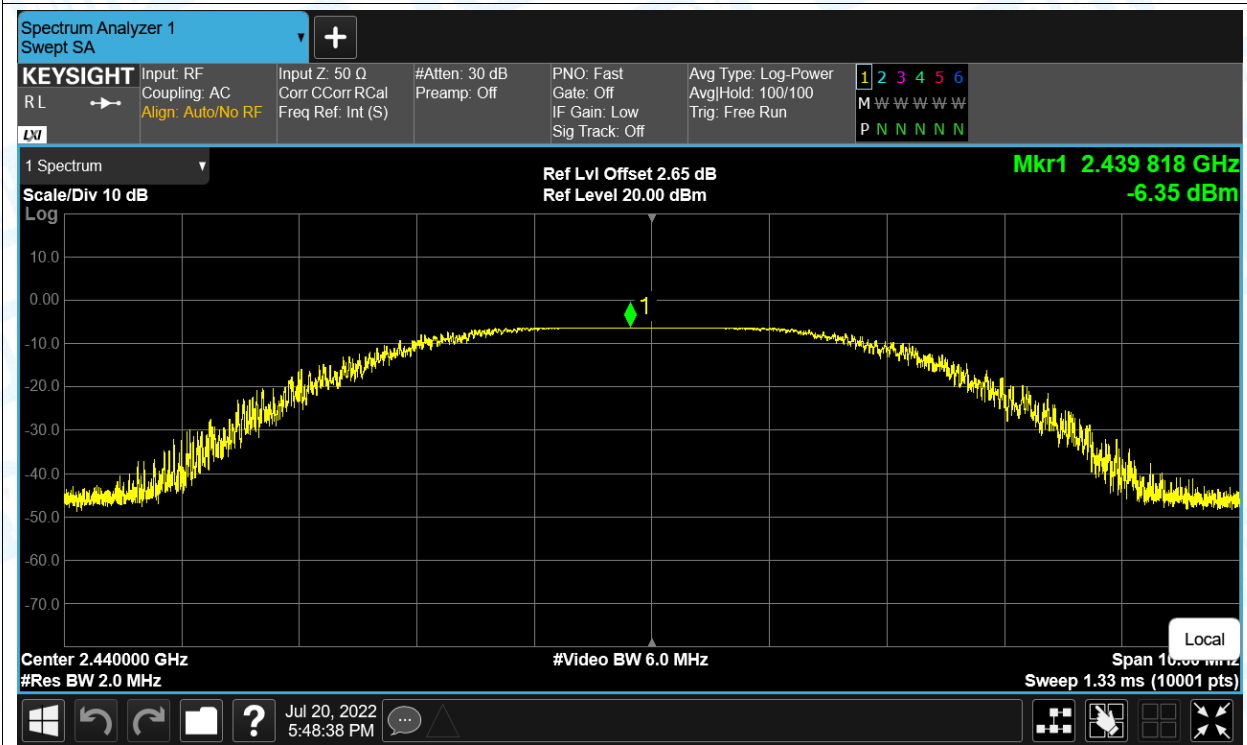 Spectrum Analyzer 1
Swept SA
KEYSIGHT
R L
LXI
Input: RF
Coupling: AC
Align: Auto/No RF
Input Z: 50 Ω
Corr CCorr RCal
Freq Ref: Int (S)
#Atten: 30 dB
Preamp: Off
PNO: Fast
Gate: Off
IF Gain: Low
Sig Track: Off
Avg Type: Log-Power
Avg|Hold: 100/100
Trig: Free Run
1 2 3 4 5 6
M W W W W W
P N N N N N
1 Spectrum
Scale/Div 10 dB
Log
Ref Lvl Offset 2.65 dB
Ref Level 20.00 dBm
Mkr1 2.439 818 GHz
-6.35 dBm
10.0
0.00
1
-10.0
-20.0
-30.0
-40.0
-50.0
-60.0
-70.0
Local
Center 2.440000 GHz
#Video BW 6.0 MHz
Span 10.00 MHz
#Res BW 2.0 MHz
Sweep 1.33 ms (10001 pts)
?
Jul 20, 2022
5:48:38 PM